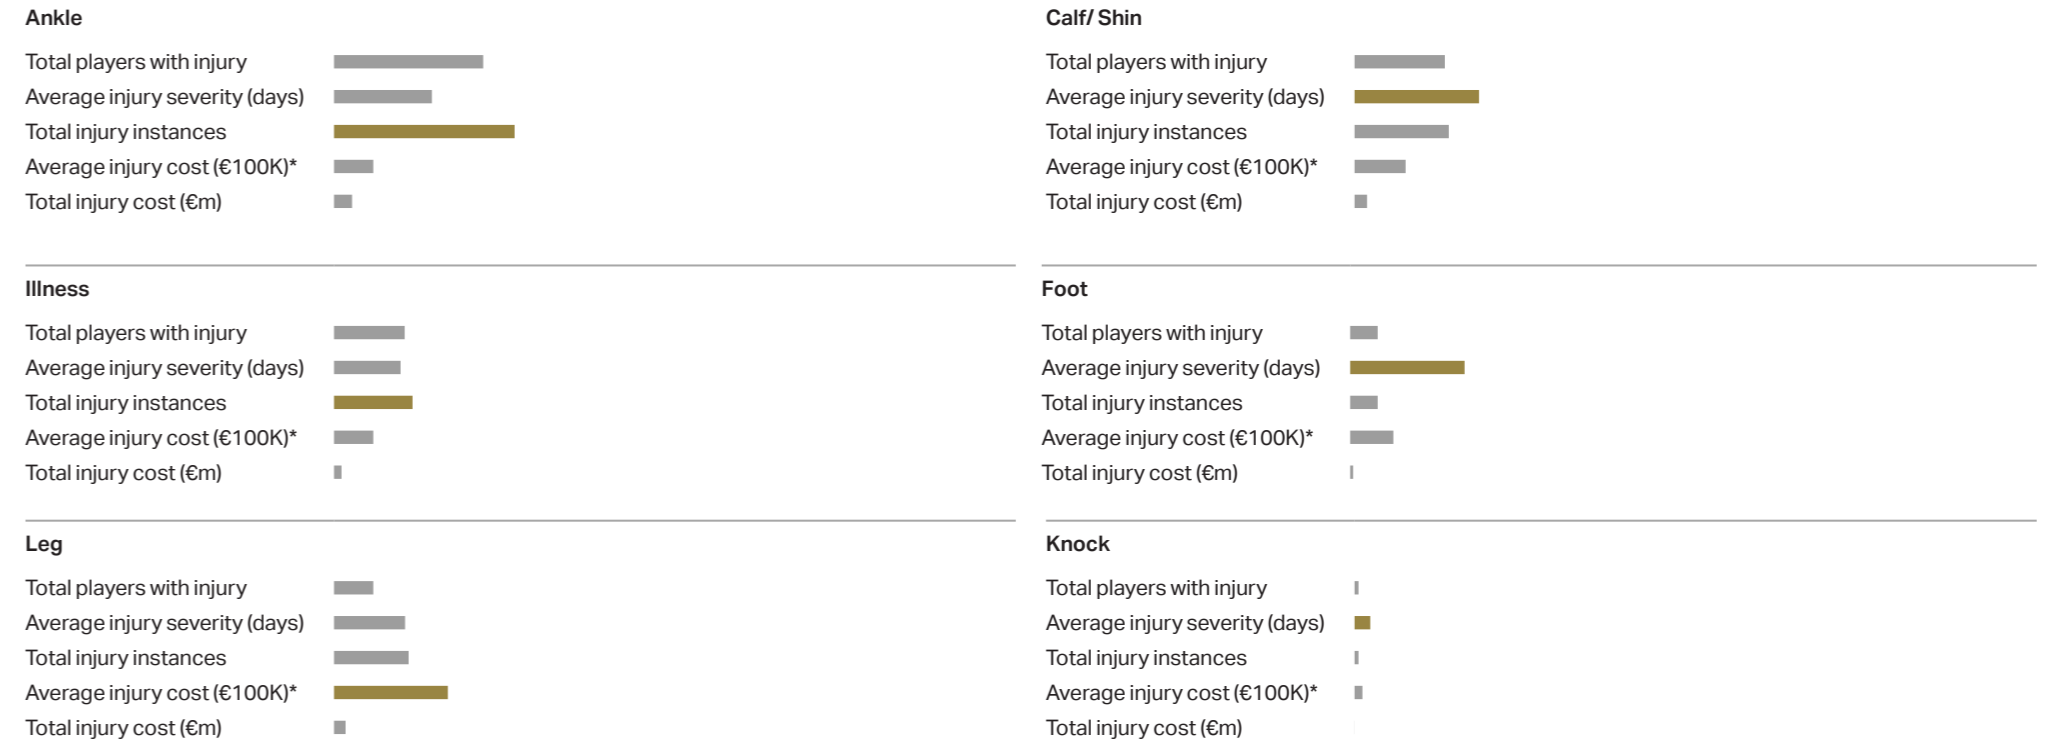 Ankle
Total players with injury
Average injury severity (days)
Total injury instances
Average injury cost (€100K)*
Total injury cost (€m)
Calf/ Shin
Total players with injury
Average injury severity (days)
Total injury instances
Average injury cost (€100K)*
Total injury cost (€m)
Illness
Total players with injury
Average injury severity (days)
Total injury instances
Average injury cost (€100K)*
Total injury cost (€m)
Foot
Total players with injury
Average injury severity (days)
Total injury instances
Average injury cost (€100K)*
Total injury cost (€m)
Leg
Total players with injury
Average injury severity (days)
Total injury instances
Average injury cost (€100K)*
Total injury cost (€m)
Knock
Total players with injury
Average injury severity (days)
Total injury instances
Average injury cost (€100K)*
Total injury cost (€m)